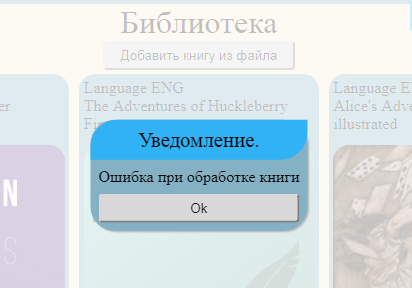 Библиотека
Добавить книгу из файла
Language ENG
The Adventures of Huckleberry
Language
Alice's
illustrated
Уведомление.
Ошибка при обработке книги
Ok
N
S